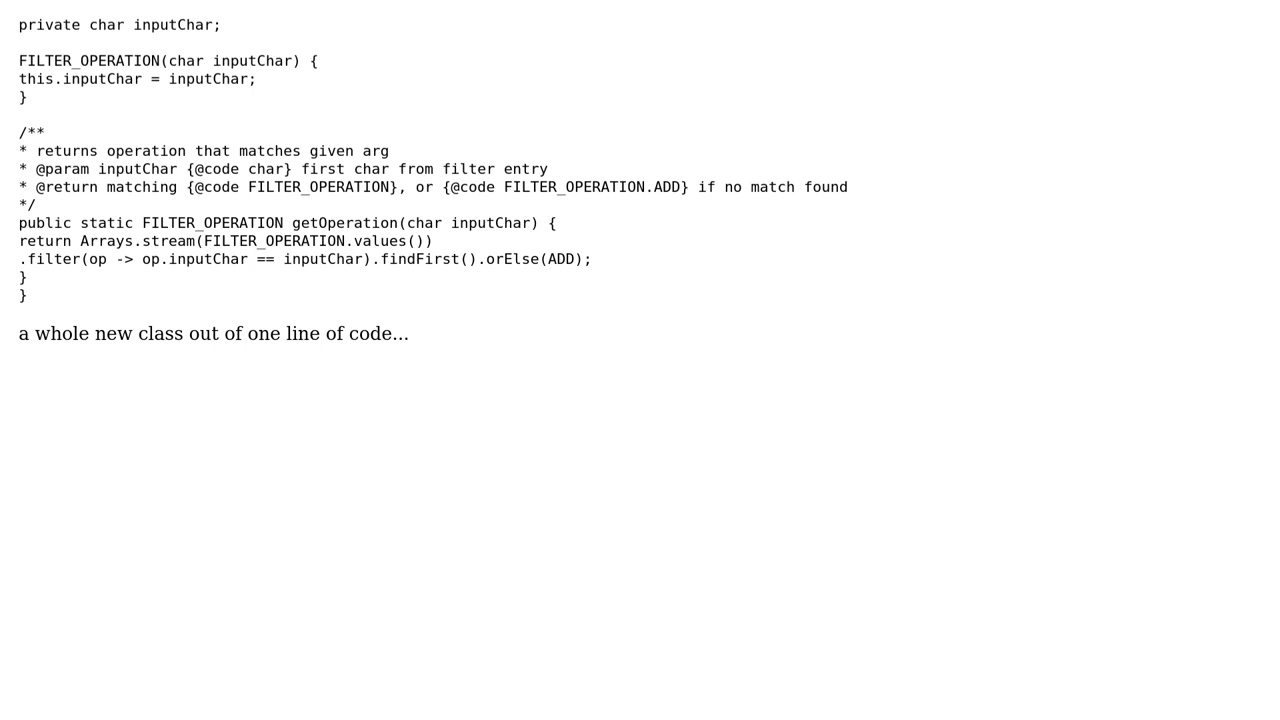 private char inputChar;
FILTER_OPERATION(char inputChar) {
this.inputChar = inputChar;
}
/**
* returns operation that matches given arg
* @param inputChar {@code char} first char from filter entry
* @return matching {@code FILTER_OPERATION}, or {@code FILTER_OPERATION.ADD} if no match found
*/
public static FILTER_OPERATION getOperation(char inputChar) {
return Arrays.stream(FILTER_OPERATION.values())
.filter(op -> op.inputChar == inputChar).findFirst().orElse(ADD);
}
}
a whole new class out of one line of code...